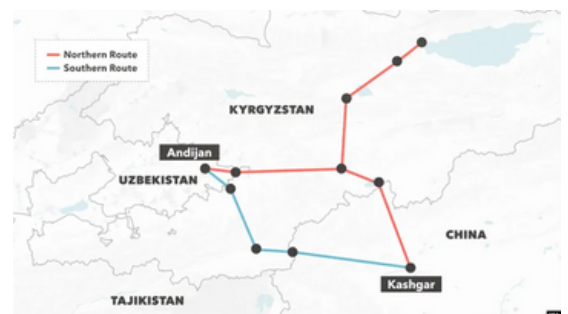 Northern Route
Southern Route
KYRGYZSTAN
Andijan
UZBEKISTAN
CHINA
Kashgar
TAJIKISTAN